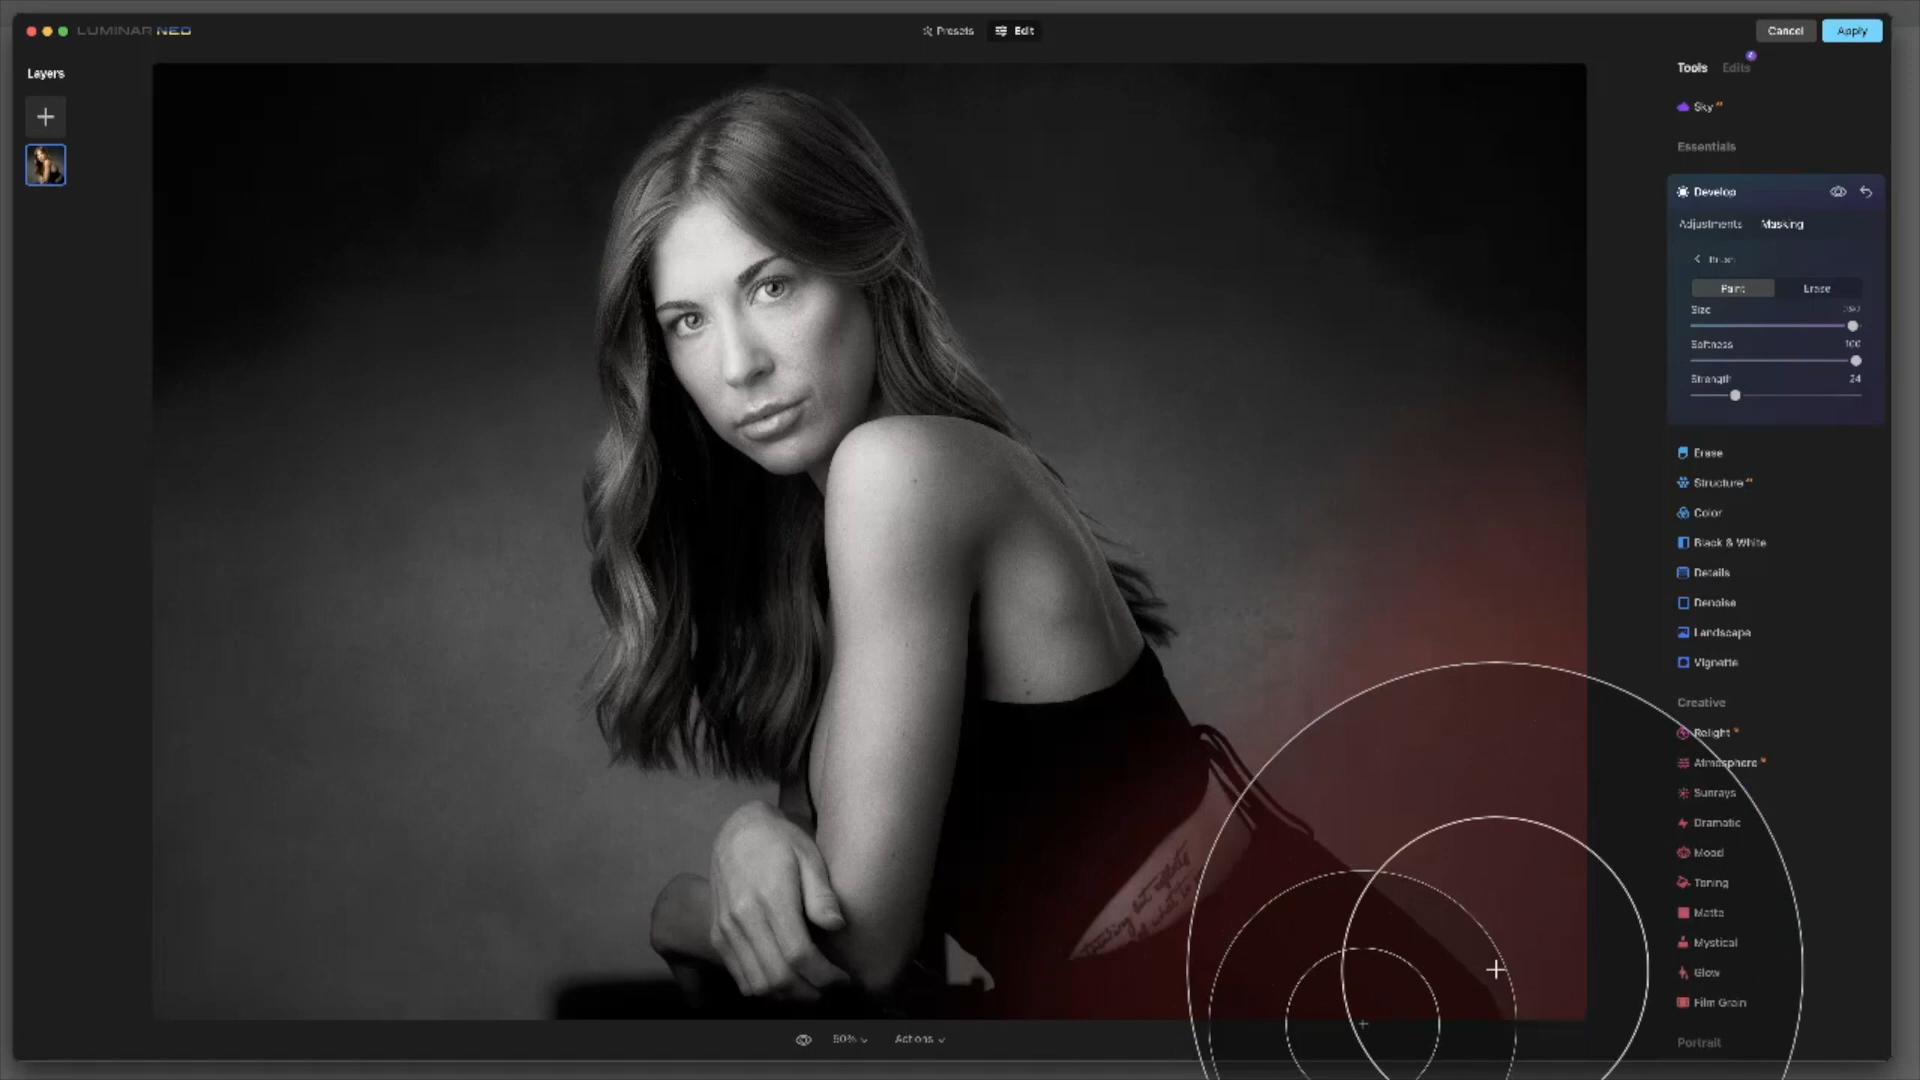 LUMINAR NEO
Presets
Edit
Cancel
Apply
Layers
Tools
Edits
Sky
Essentials
Develop
Adjustments
Masking
Brush
Paint
Erase
Size
Softness
100
Strength
24
Erase
Structure
Color
Black & White
Details
Denoise
Landscape
Vignette
Creative
Relight
Atmosphere
Sunrays
Dramatic
Mood
Toning
Matte
Mystical
Glow
Film Grain
Portrait
50%
Actions